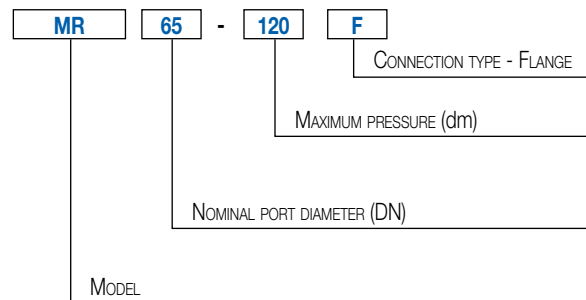 MR 65 - 120 F
Connection type - Flange
Maximum pressure (dm)
Nominal port diameter (DN)
Model